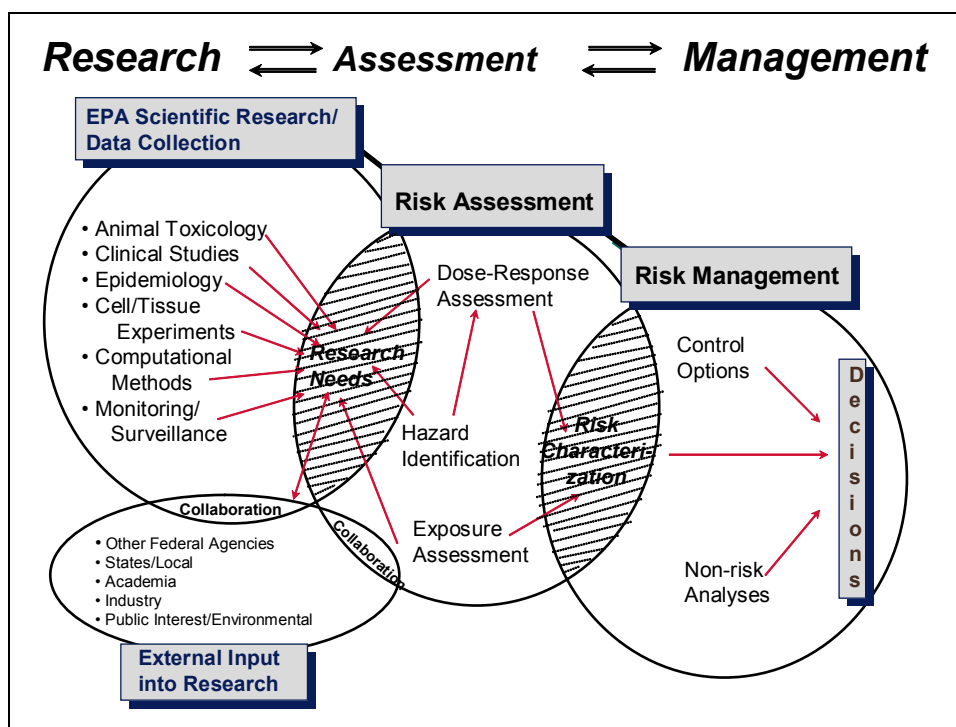 Research Assessment Management
EPA Scientific Research/
Data Collection
Risk Assessment
Risk Management
• Animal Toxicology
• Clinical Studies
• Epidemiology
• Cell/Tissue
Experiments
• Computational
Methods
• Monitoring/
Surveillance
Research
Needs
Dose-Response
Assessment
Hazard
Identification
Exposure
Assessment
Risk
Characteri-
zation
Control
Options
Non-risk
Analyses
Decisions
Collaboration
Collaboration
• Other Federal Agencies
• States/Local
• Academia
• Industry
• Public Interest/Environmental
External Input
into Research